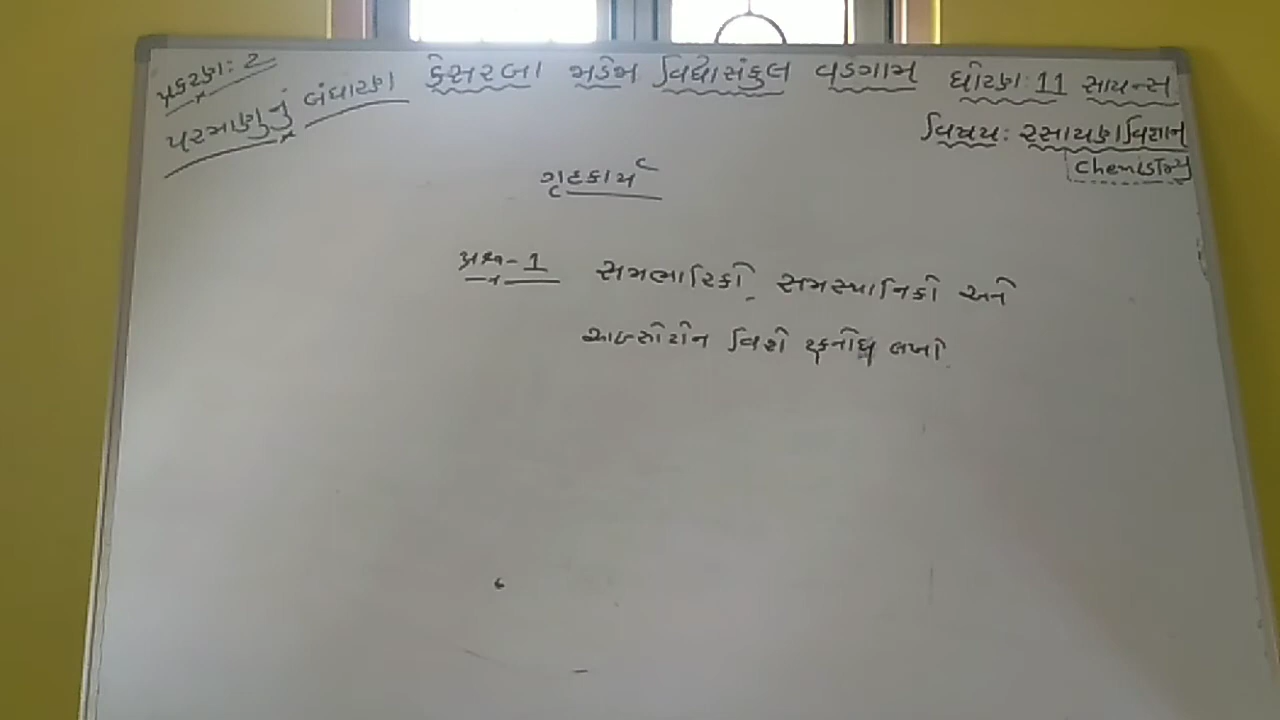 પ્રકરણ: 2
પરમાણુનું બંધારણ
કેસરબા જાડેજા વિદ્યાસંકુલ વડગામ
ધોરણ: 11 સાયન્સ
વિષય: રસાયણવિજ્ઞાન
Chemistry
ગૃહકાર્ય
પ્રશ્ન-1 સમભારિકો, સમસ્થાનિકો અને
આઇસોટોન વિશે ટૂકનોંધ લખો.